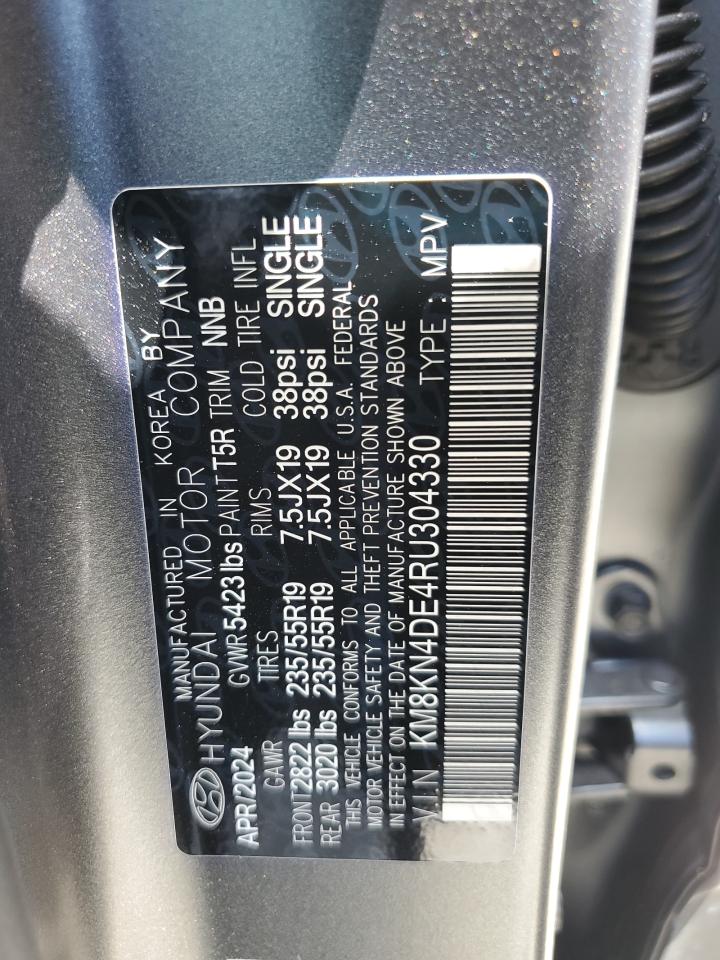 MANUFACTURED IN KOREA BY
HYUNDAI MOTOR COMPANY
APR/2024 GVWR 5423 lbs PAINT T5R TRIM NNB
GAWR TIRES RIMS COLD TIRE INFL
FRONT 2822 lbs 235/55R19 7.5JX19 38psi SINGLE
REAR 3020 lbs 235/55R19 7.5JX19 38psi SINGLE
THIS VEHICLE CONFORMS TO ALL APPLICABLE U.S.A. FEDERAL
MOTOR VEHICLE SAFETY AND THEFT PREVENTION STANDARDS
IN EFFECT ON THE DATE OF MANUFACTURE SHOWN ABOVE
V.I.N KM8KN4DE4RU304330 TYPE : MPV